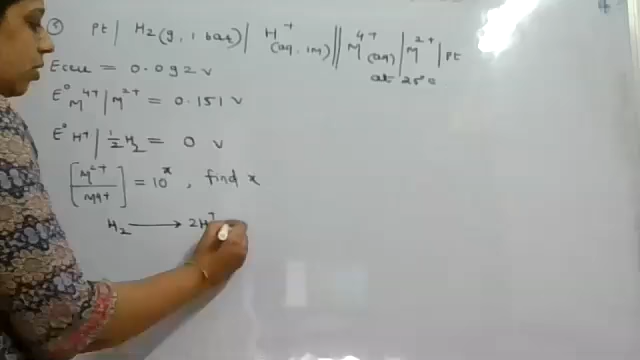 ⑤ Pt | H₂(g, 1 bar) | H⁺(aq, 1M) || M⁴⁺(aq) | M²⁺ | Pt
at 25°C
Ecell = 0.092 V
E° M⁴⁺ | M²⁺ = 0.151 V
E° H⁺ | ½H₂ = 0 V
[M²⁺/M⁴⁺] = 10ˣ, find x
H₂ ⟶ 2H⁺